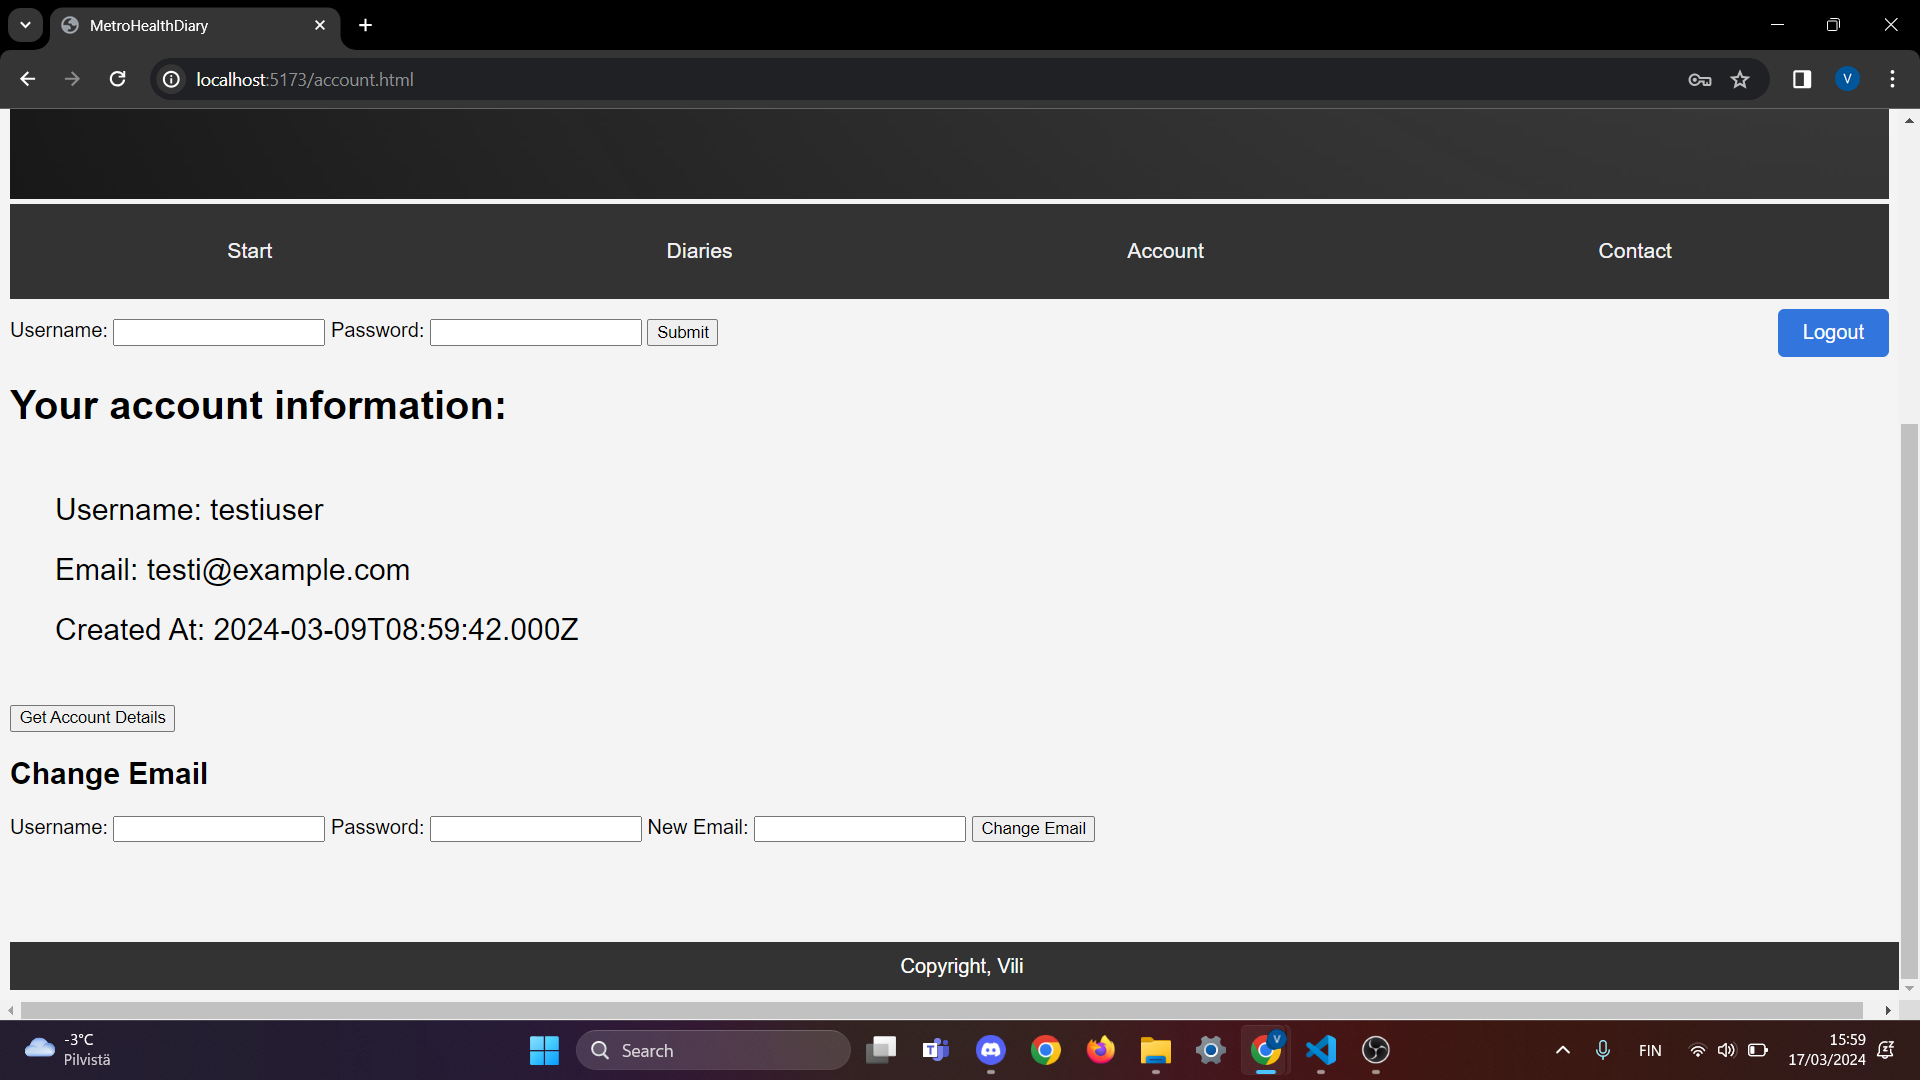 MetroHealthDiary
localhost:5173/account.html
V
Start Diaries Account Contact
Username: Password: Submit Logout
Your account information:
Username: testiuser
Email: testi@example.com
Created At: 2024-03-09T08:59:42.000Z
Get Account Details
Change Email
Username: Password: New Email: Change Email
Copyright, Vili
-3°C
Pilvistä
Search
V
FIN
15:59
17/03/2024